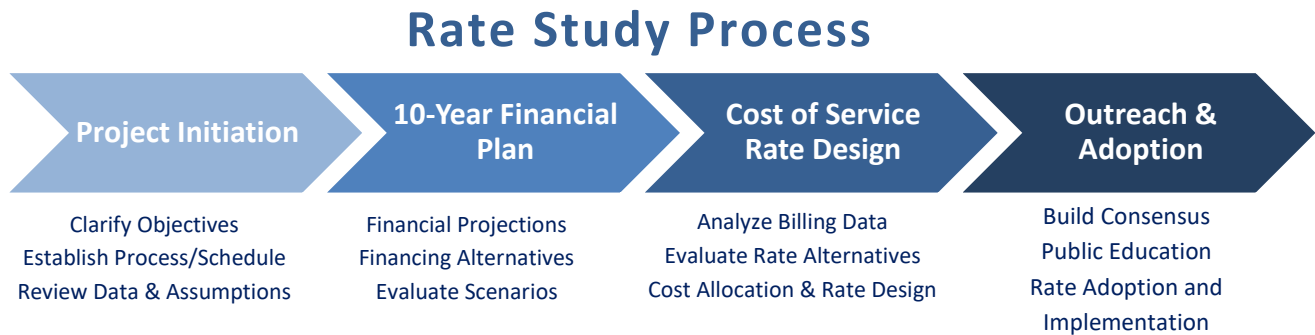 Rate Study Process
Project Initiation
Clarify Objectives
Establish Process/Schedule
Review Data & Assumptions
10-Year Financial
Plan
Financial Projections
Financing Alternatives
Evaluate Scenarios
Cost of Service
Rate Design
Analyze Billing Data
Evaluate Rate Alternatives
Cost Allocation & Rate Design
Outreach &
Adoption
Build Consensus
Public Education
Rate Adoption and
Implementation